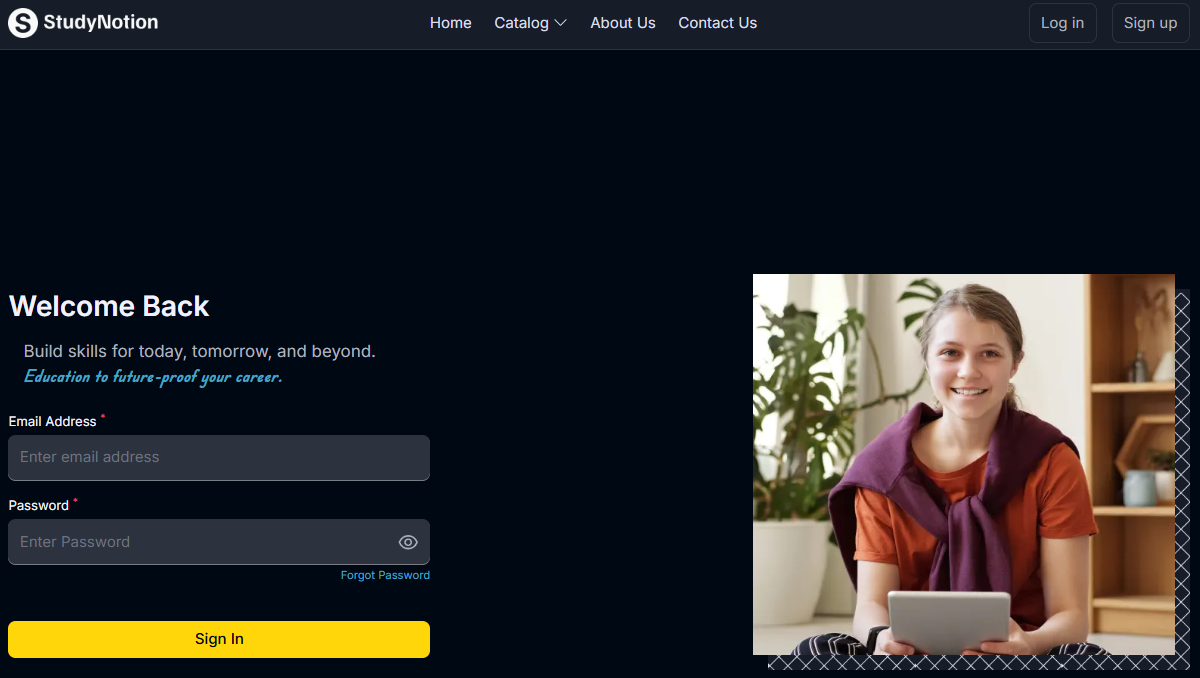 S StudyNotion
Home Catalog About Us Contact Us
Log in Sign up
Welcome Back
Build skills for today, tomorrow, and beyond.
Education to future-proof your career.
Email Address *
Enter email address
Password *
Enter Password
Forgot Password
Sign In